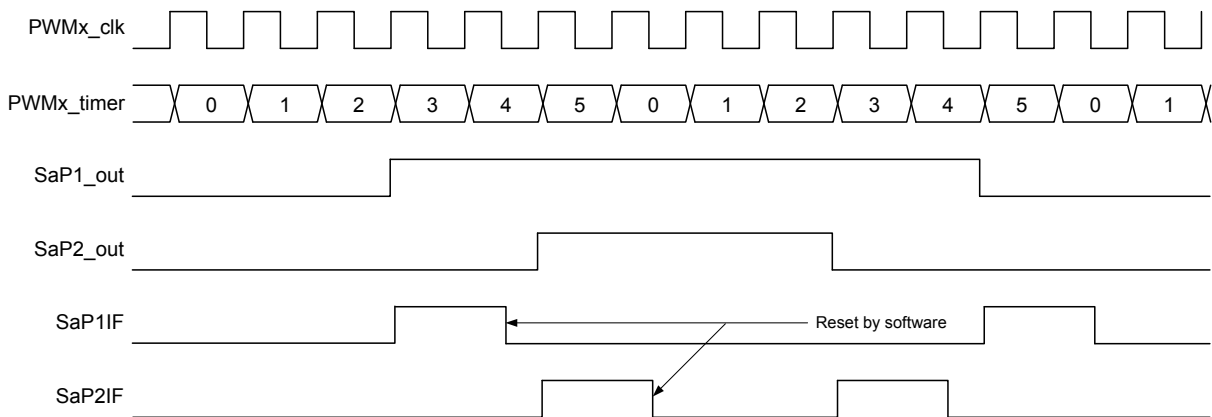 PWMx_clk
PWMx_timer 0 1 2 3 4 5 0 1 2 3 4 5 0 1
SaP1_out
SaP2_out
SaP1IF Reset by software
SaP2IF